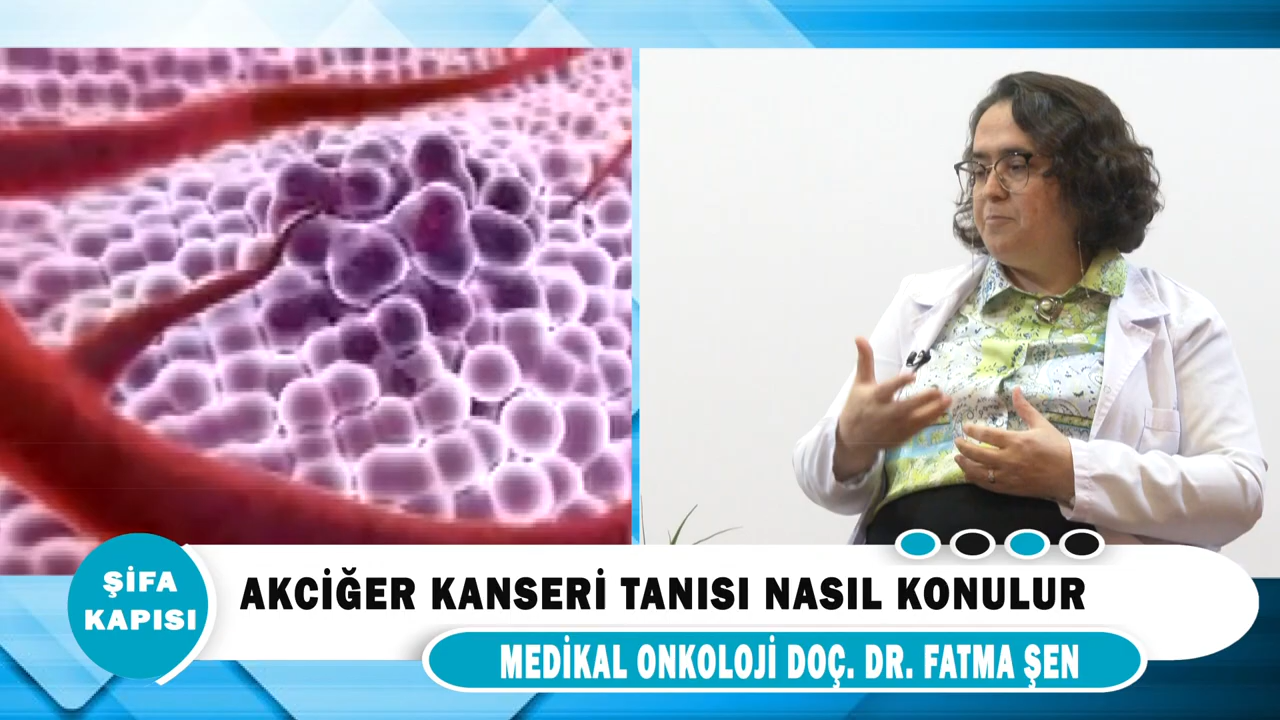 ŞİFA
KAPISI
AKCİĞER KANSERİ TANISI NASIL KONULUR
MEDİKAL ONKOLOJİ DOÇ. DR. FATMA ŞEN